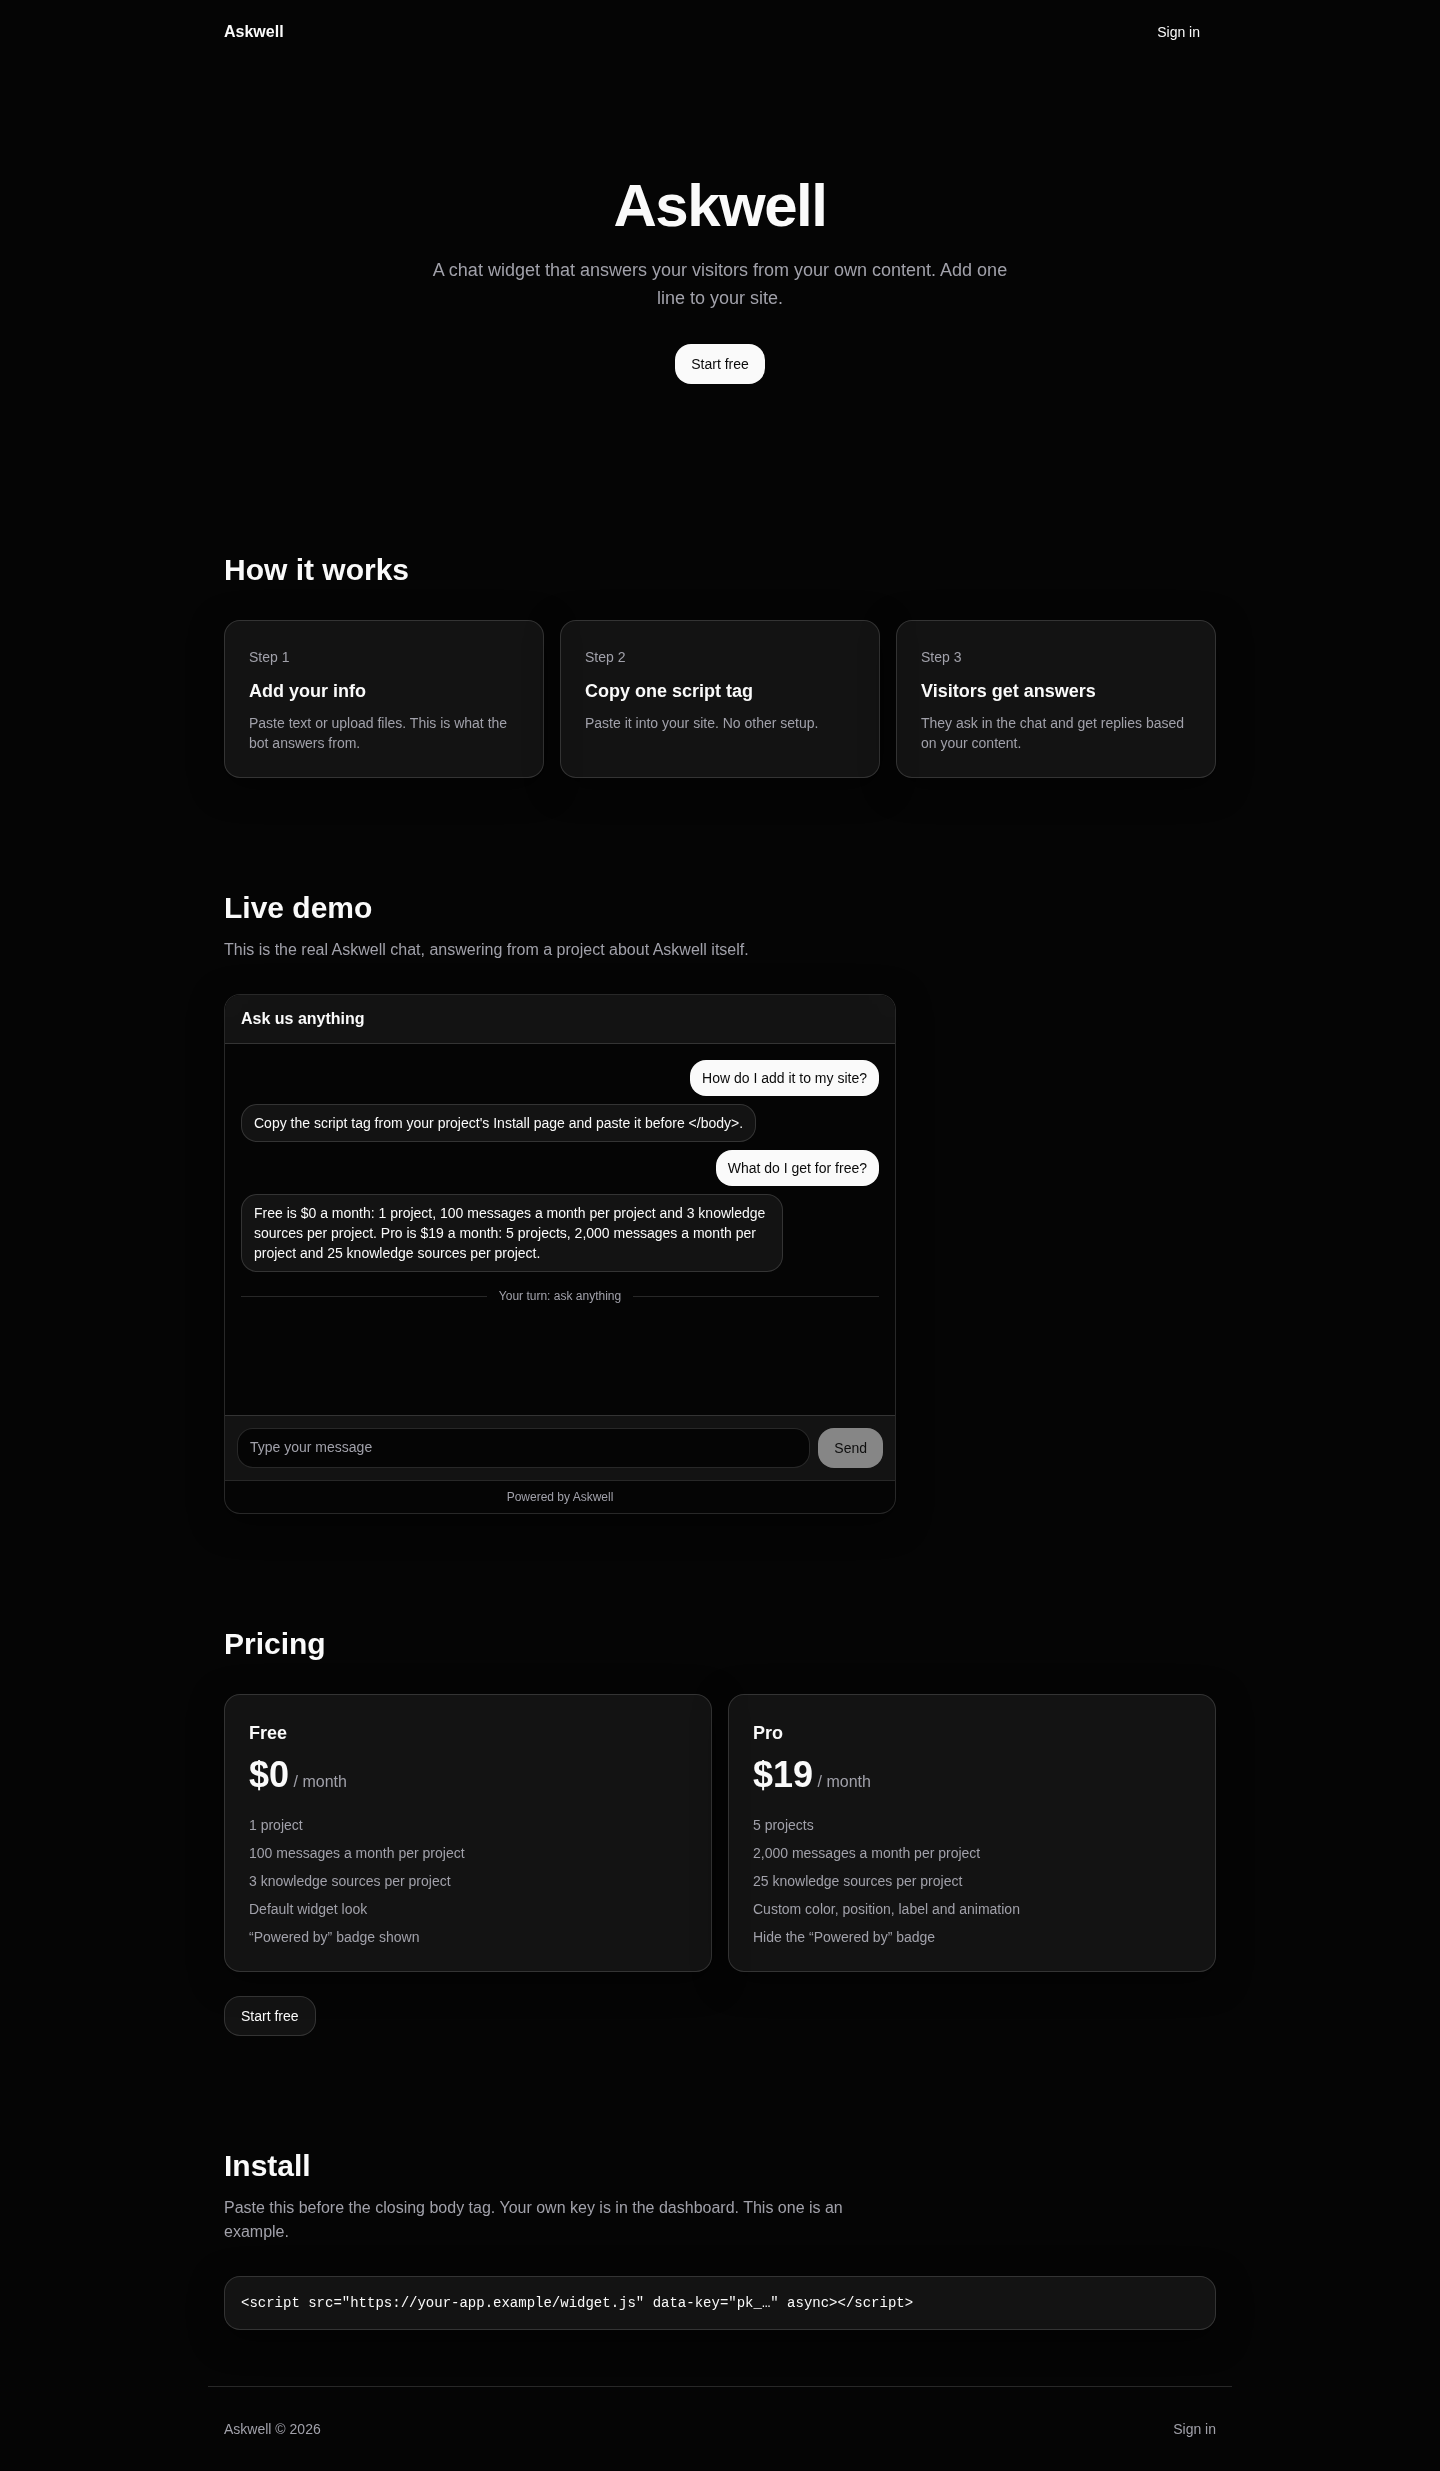 Askwell
Sign in
Askwell
A chat widget that answers your visitors from your own content. Add one
line to your site.
Start free
How it works
Step 1
Add your info
Paste text or upload files. This is what the
bot answers from.
Step 2
Copy one script tag
Paste it into your site. No other setup.
Step 3
Visitors get answers
They ask in the chat and get replies based
on your content.
Live demo
This is the real Askwell chat, answering from a project about Askwell itself.
Ask us anything
How do I add it to my site?
Copy the script tag from your project's Install page and paste it before </body>.
What do I get for free?
Free is $0 a month: 1 project, 100 messages a month per project and 3 knowledge
sources per project. Pro is $19 a month: 5 projects, 2,000 messages a month per
project and 25 knowledge sources per project.
Your turn: ask anything
Type your message
Send
Powered by Askwell
Pricing
Free
$0 / month
1 project
100 messages a month per project
3 knowledge sources per project
Default widget look
“Powered by” badge shown
Pro
$19 / month
5 projects
2,000 messages a month per project
25 knowledge sources per project
Custom color, position, label and animation
Hide the “Powered by” badge
Start free
Install
Paste this before the closing body tag. Your own key is in the dashboard. This one is an
example.
<script src="https://your-app.example/widget.js" data-key="pk_…" async></script>
Askwell © 2026
Sign in